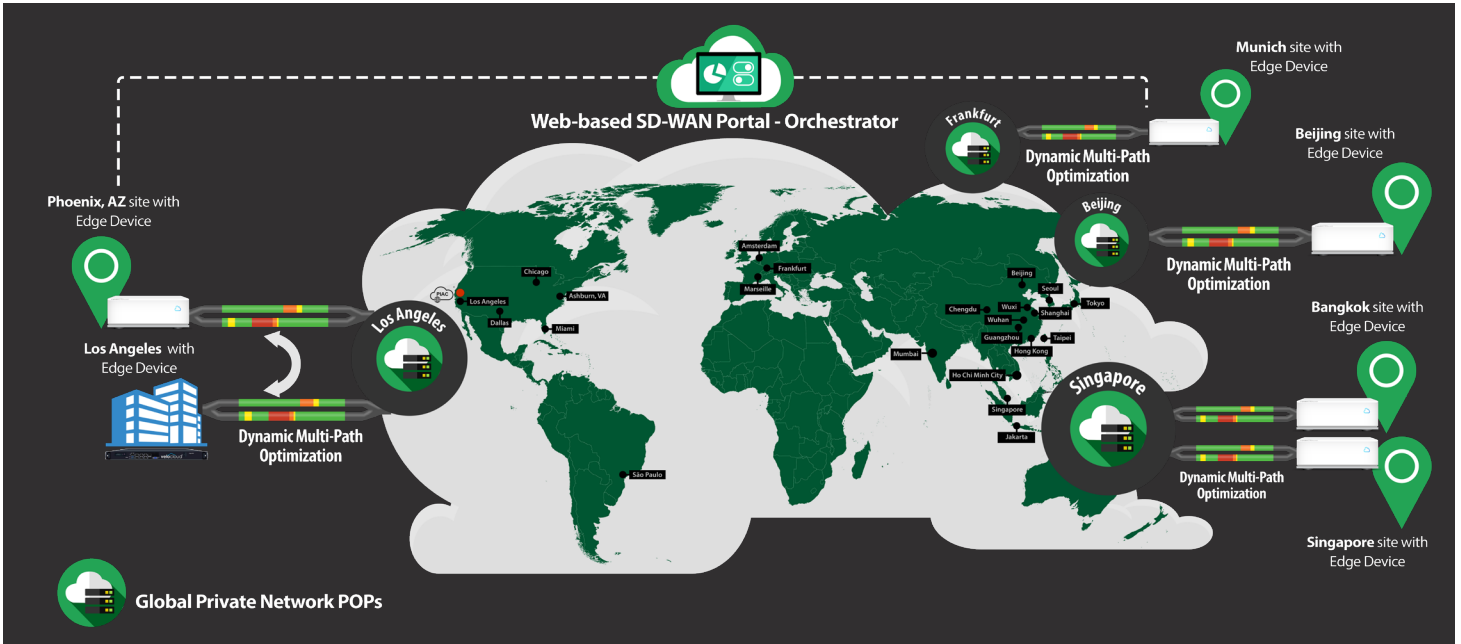 Munich site with
Edge Device
Web-based SD-WAN Portal - Orchestrator
Frankfurt
Dynamic Multi-Path
Optimization
Beijing site with
Edge Device
Phoenix, AZ site with
Edge Device
Beijing
Dynamic Multi-Path
Optimization
Los Angeles with
Edge Device
Los Angeles
Dynamic Multi-Path
Optimization
velocloud
PIAC
Chicago
Los Angeles
Ashburn, VA
Dallas
Miami
São Paulo
Amsterdam
Frankfurt
Marseille
Beijing
Seoul
Tokyo
Chengdu
Wuxi
Shanghai
Wuhan
Guangzhou
Taipei
Hong Kong
Mumbai
Ho Chi Minh City
Singapore
Jakarta
Bangkok site with
Edge Device
Singapore
Dynamic Multi-Path
Optimization
Singapore site with
Edge Device
Global Private Network POPs